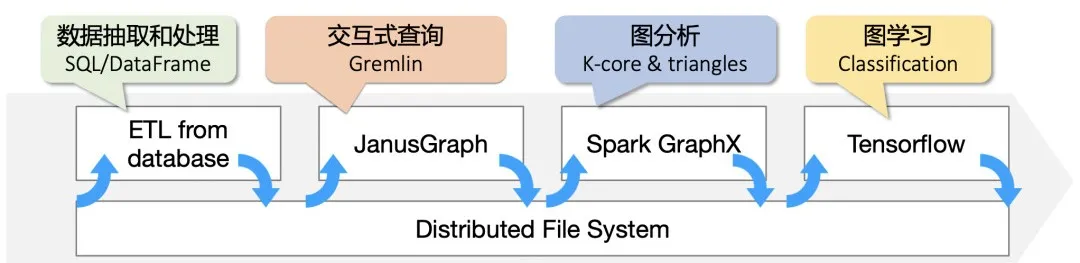 数据抽取和处理
SQL/DataFrame
交互式查询
Gremlin
图分析
K-core & triangles
图学习
Classification
ETL from
database
JanusGraph
Spark GraphX
Tensorflow
Distributed File System